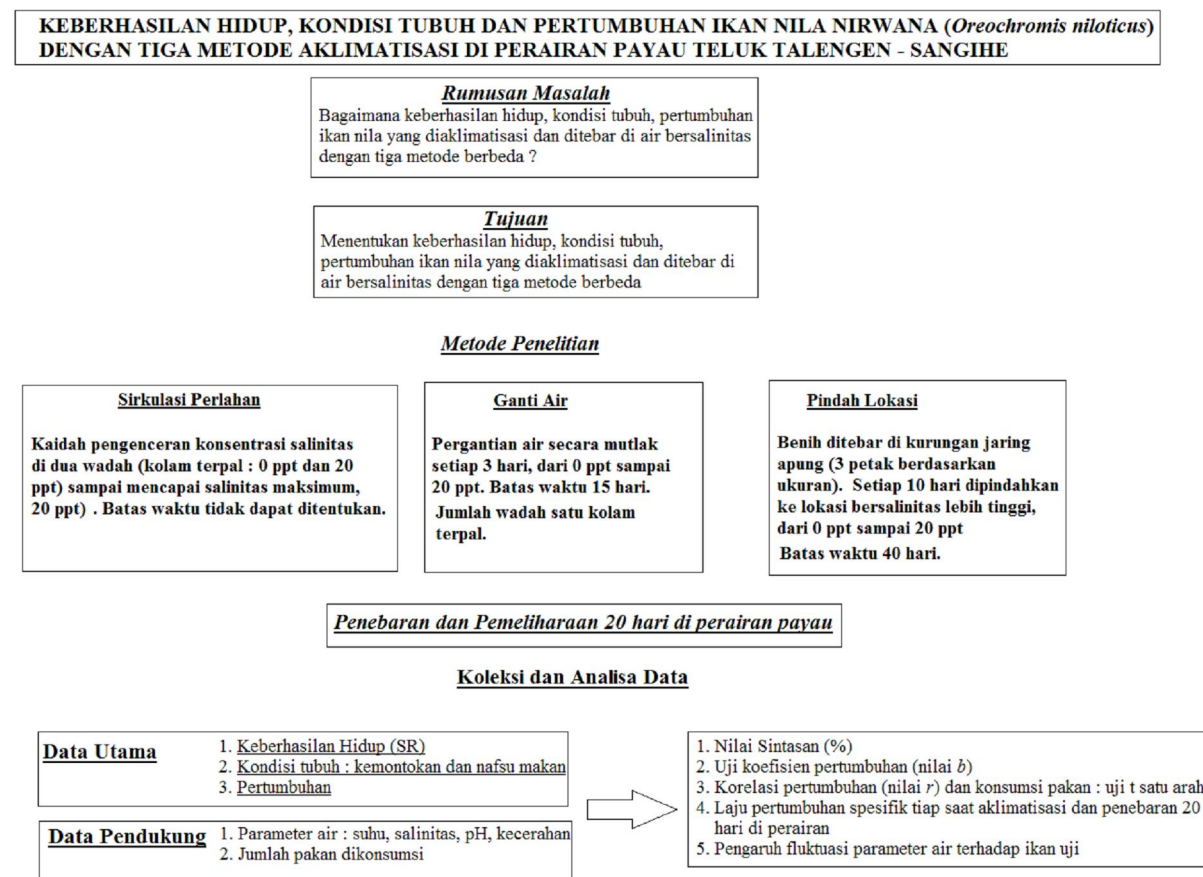 KEBERHASILAN HIDUP, KONDISI TUBUH DAN PERTUMBUHAN IKAN NILA NIRWANA (Oreochromis niloticus)
DENGAN TIGA METODE AKLIMATISASI DI PERAIRAN PAYAU TELUK TALENGEN - SANGIHE
Rumusan Masalah
Bagaimana keberhasilan hidup, kondisi tubuh, pertumbuhan
ikan nila yang diaklimatisasi dan ditebar di air bersalinitas
dengan tiga metode berbeda ?
Tujuan
Menentukan keberhasilan hidup, kondisi tubuh,
pertumbuhan ikan nila yang diaklimatisasi dan ditebar di
air bersalinitas dengan tiga metode berbeda
Metode Penelitian
Sirkulasi Perlahan
Kaidah pengenceran konsentrasi salinitas
di dua wadah (kolam terpal : 0 ppt dan 20
ppt) sampai mencapai salinitas maksimum,
20 ppt) . Batas waktu tidak dapat ditentukan.
Ganti Air
Pergantian air secara mutlak
setiap 3 hari, dari 0 ppt sampai
20 ppt. Batas waktu 15 hari.
Jumlah wadah satu kolam
terpal.
Pindah Lokasi
Benih ditebar di kurungan jaring
apung (3 petak berdasarkan
ukuran). Setiap 10 hari dipindahkan
ke lokasi bersalinitas lebih tinggi,
dari 0 ppt sampai 20 ppt
Batas waktu 40 hari.
Penebaran dan Pemeliharaan 20 hari di perairan payau
Koleksi dan Analisa Data
Data Utama
1. Keberhasilan Hidup (SR)
2. Kondisi tubuh : kemontokan dan nafsu makan
3. Pertumbuhan
Data Pendukung
1. Parameter air : suhu, salinitas, pH, kecerahan
2. Jumlah pakan dikonsumsi
1. Nilai Sintasan (%)
2. Uji koefisien pertumbuhan (nilai b)
3. Korelasi pertumbuhan (nilai r) dan konsumsi pakan : uji t satu arah
4. Laju pertumbuhan spesifik tiap saat aklimatisasi dan penebaran 20
hari di perairan
5. Pengaruh fluktuasi parameter air terhadap ikan uji